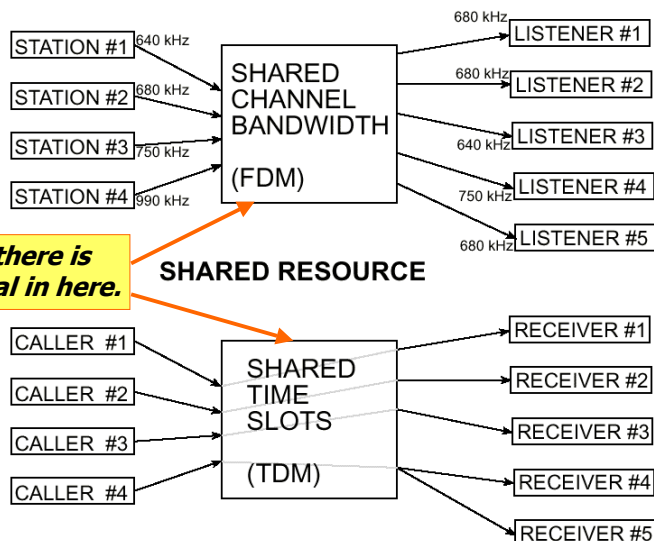 STATION #1
640 kHz
STATION #2
680 kHz
STATION #3
750 kHz
STATION #4
990 kHz
SHARED
CHANNEL
BANDWIDTH
(FDM)
680 kHz
LISTENER #1
680 kHz
LISTENER #2
640 kHz
LISTENER #3
750 kHz
LISTENER #4
680 kHz
LISTENER #5
there is
al in here.
SHARED RESOURCE
CALLER #1
CALLER #2
CALLER #3
CALLER #4
SHARED
TIME
SLOTS
(TDM)
RECEIVER #1
RECEIVER #2
RECEIVER #3
RECEIVER #4
RECEIVER #5